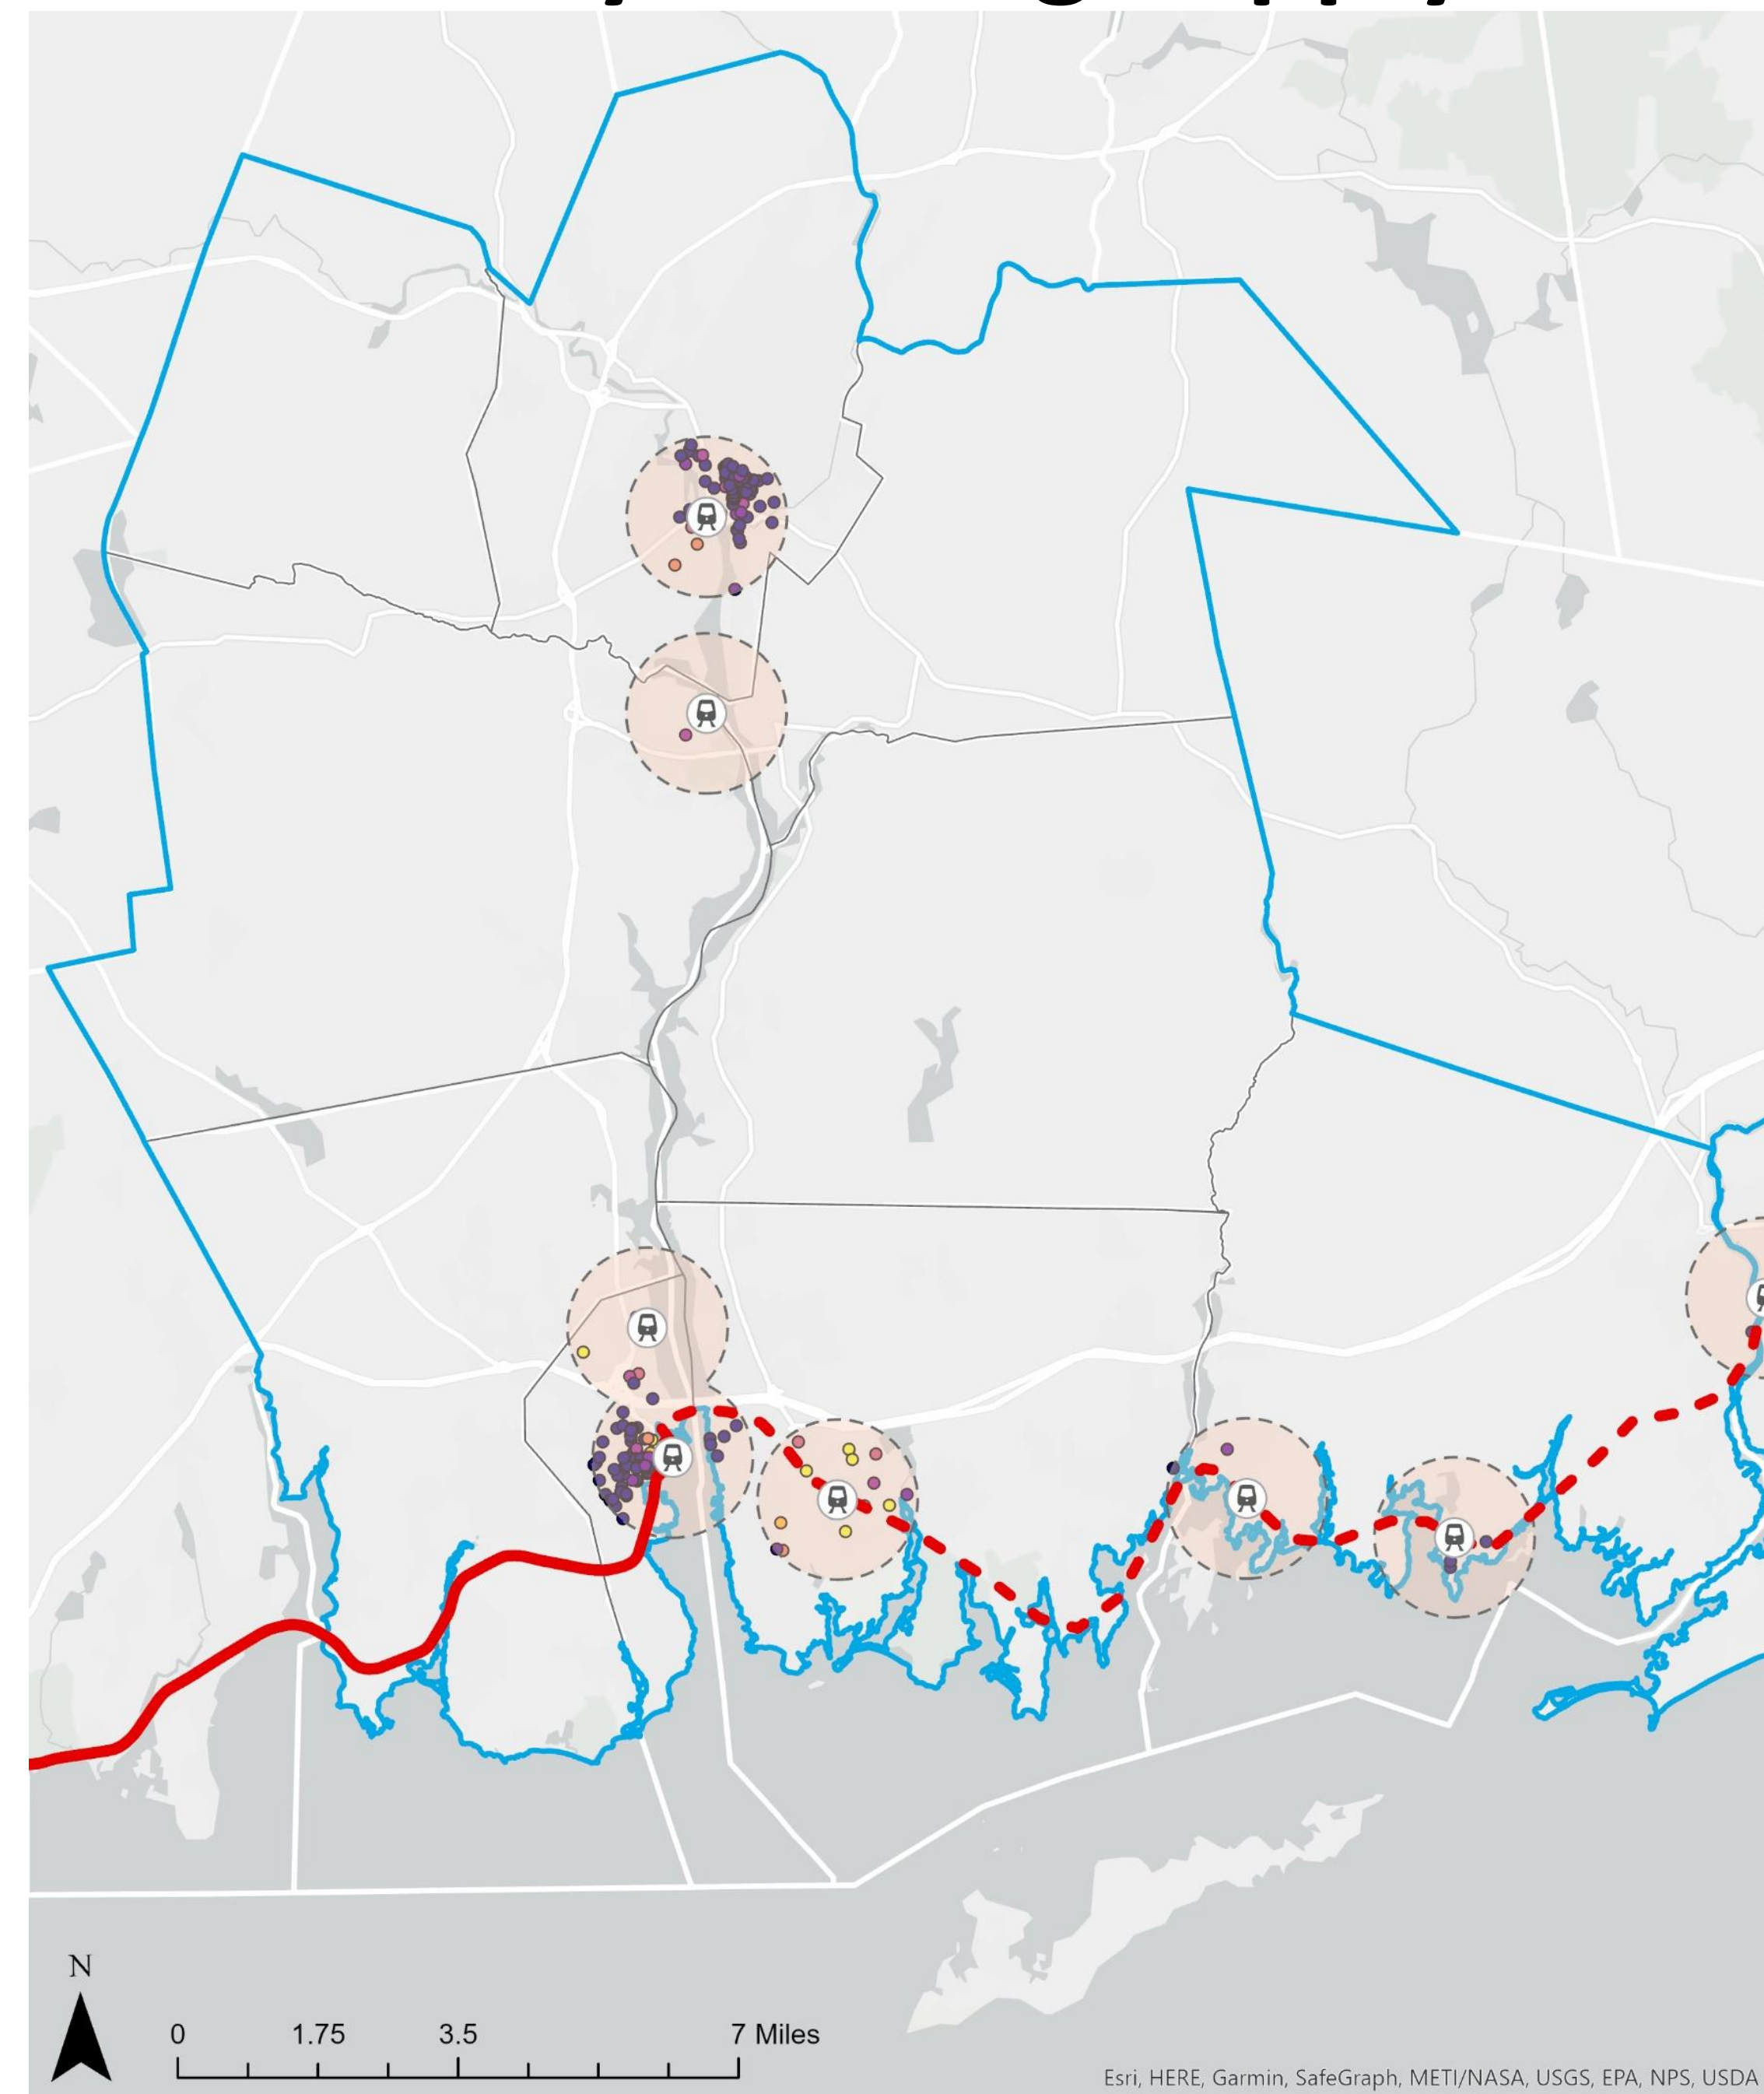 N
0 1.75 3.5 7 Miles
Esri, HERE, Garmin, SafeGraph, METI/NASA, USGS, EPA, NPS, USDA